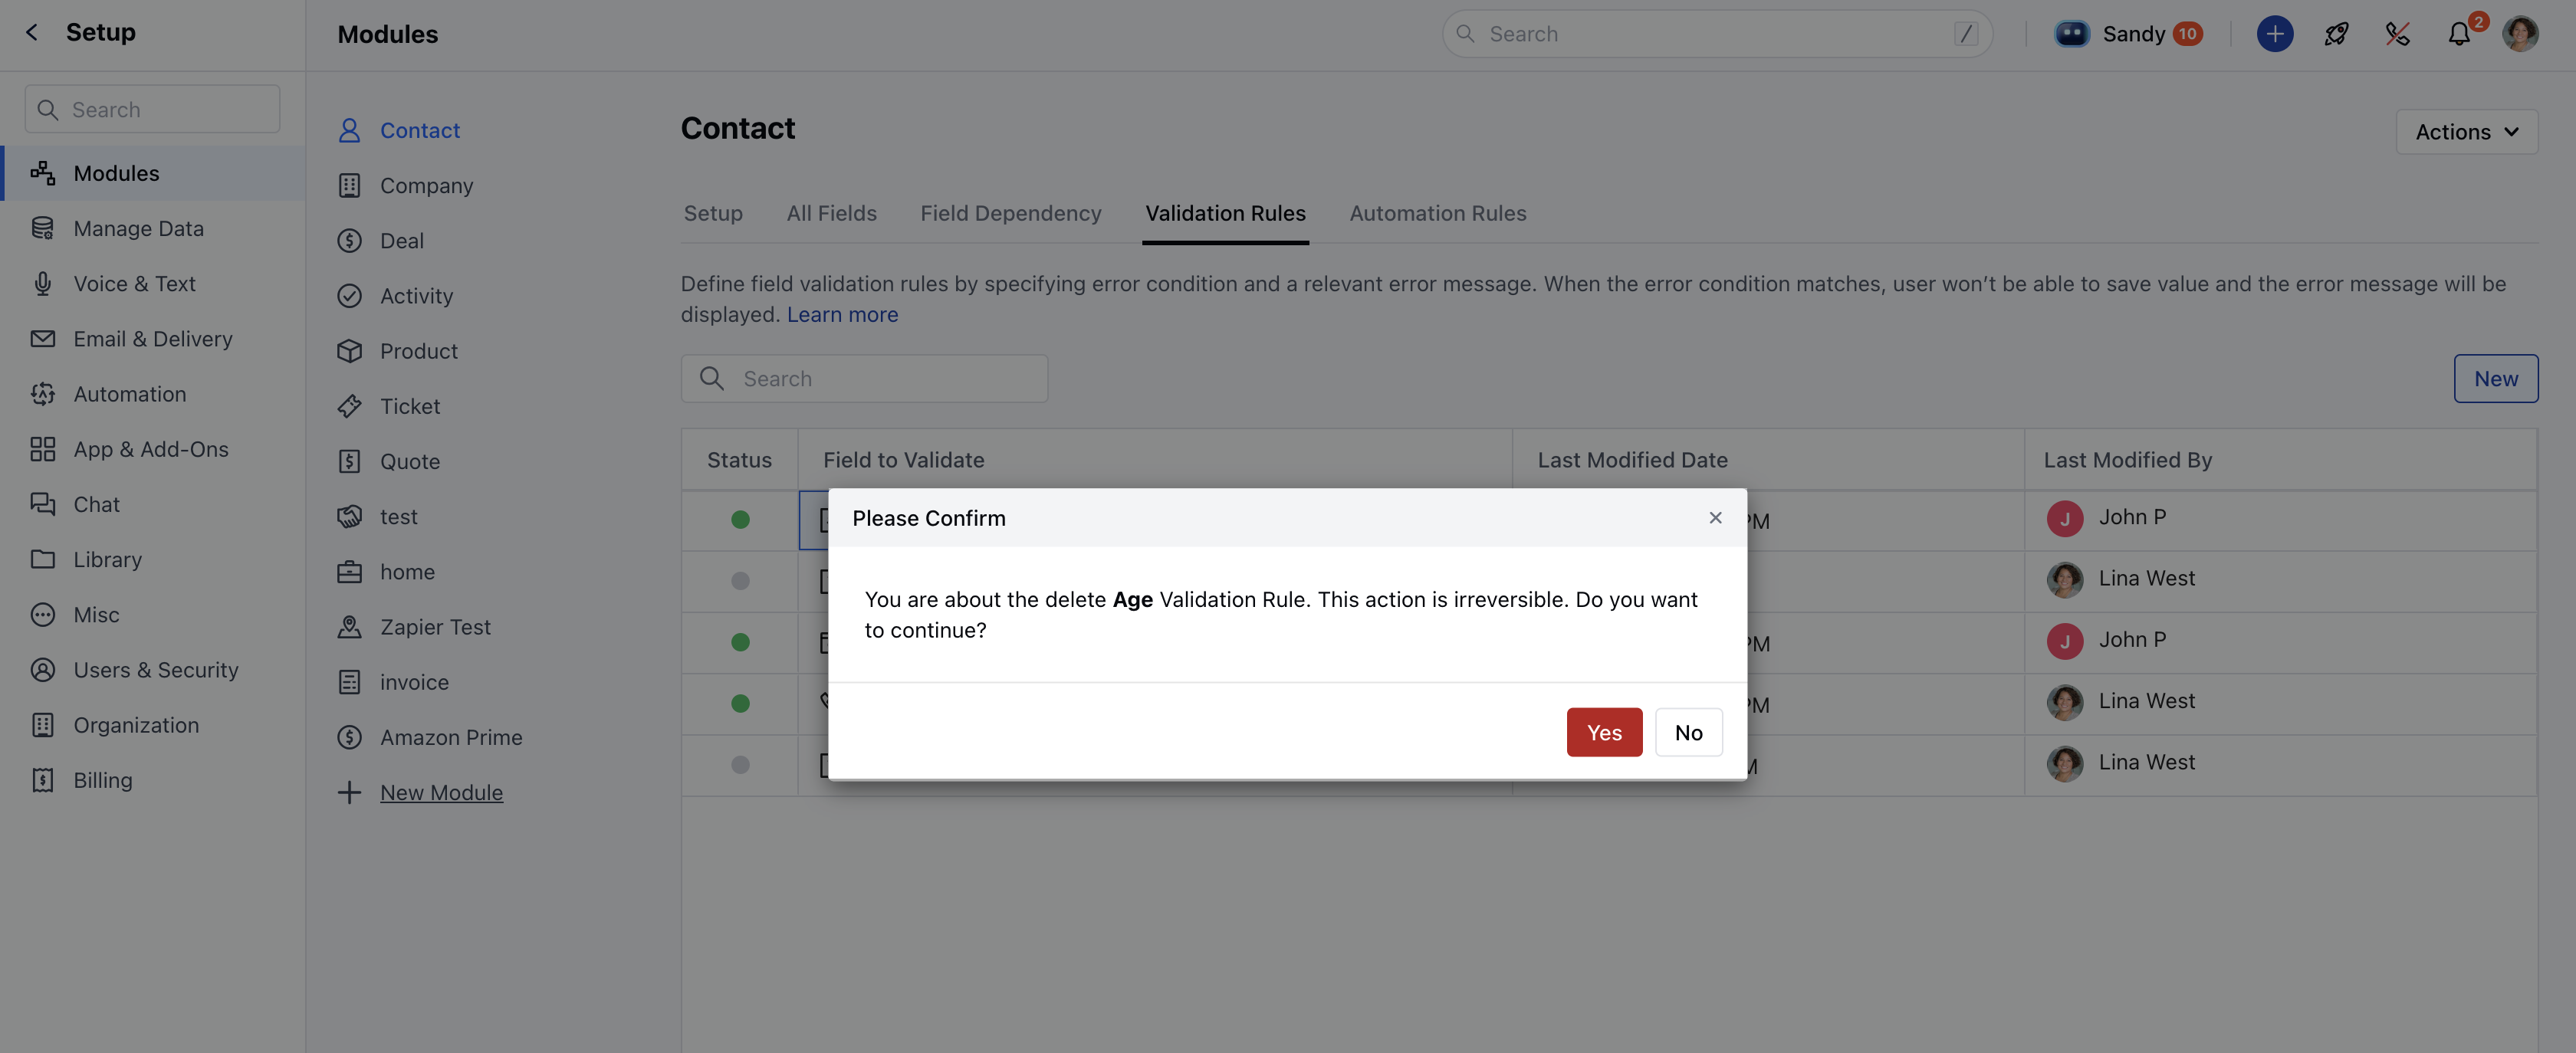 Setup
Search
Modules
Manage Data
Voice & Text
Email & Delivery
Automation
App & Add-Ons
Chat
Library
Misc
Users & Security
Organization
Billing
Modules
Search /
Sandy 10
2
Contact
Company
Deal
Activity
Product
Ticket
Quote
test
home
Zapier Test
invoice
Amazon Prime
New Module
Contact
Actions
Setup All Fields Field Dependency Validation Rules Automation Rules
Define field validation rules by specifying error condition and a relevant error message. When the error condition matches, user won’t be able to save value and the error message will be
displayed. Learn more
Search
New
Status Field to Validate Last Modified Date Last Modified By
J John P
Lina West
J John P
Lina West
Lina West
Please Confirm
You are about the delete Age Validation Rule. This action is irreversible. Do you want
to continue?
Yes No